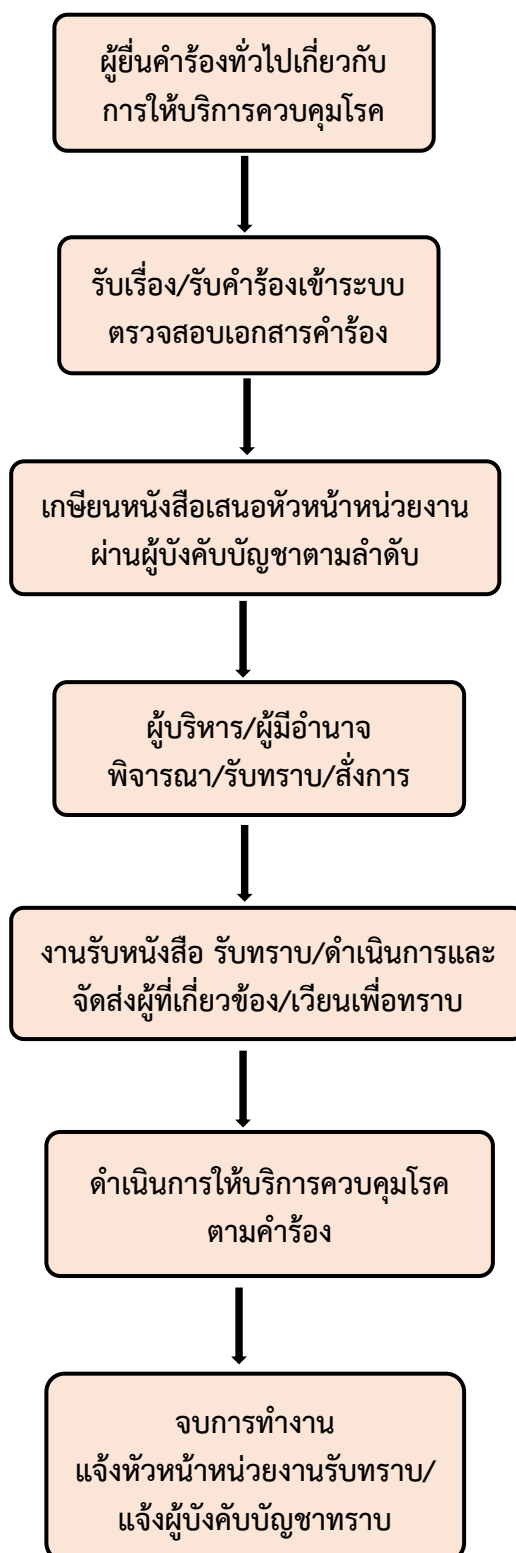 ผู้ยื่นคำร้องทั่วไปเกี่ยวกับ
การให้บริการควบคุมโรค
รับเรื่อง/รับคำร้องเข้าระบบ
ตรวจสอบเอกสารคำร้อง
เกษียนหนังสือเสนอหัวหน้าหน่วยงาน
ผ่านผู้บังคับบัญชาตามลำดับ
ผู้บริหาร/ผู้มีอำนาจ
พิจารณา/รับทราบ/สั่งการ
งานรับหนังสือ รับทราบ/ดำเนินการและ
จัดส่งผู้ที่เกี่ยวข้อง/เวียนเพื่อทราบ
ดำเนินการให้บริการควบคุมโรค
ตามคำร้อง
จบการทำงาน
แจ้งหัวหน้าหน่วยงานรับทราบ/
แจ้งผู้บังคับบัญชาทราบ